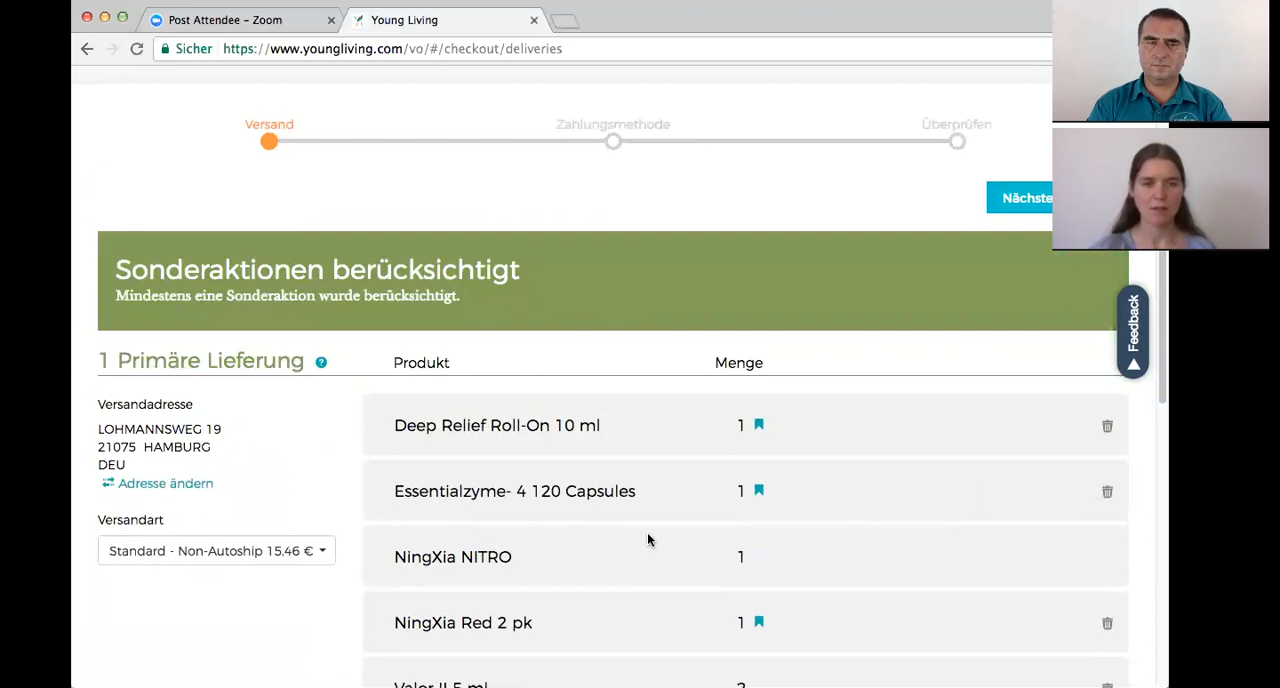 Post Attendee - Zoom
Young Living
Sicher
https://www.youngliving.com/vo/#/checkout/deliveries
Versand
Zahlungsmethode
Überprüfen
Nächste
Sonderaktionen berücksichtigt
Mindestens eine Sonderaktion wurde berücksichtigt.
Feedback
1 Primäre Lieferung
Produkt
Menge
Versandadresse
LOHMANNSWEG 19
21075 HAMBURG
DEU
Adresse ändern
Versandart
Standard - Non-Autoship 15,46 €
Deep Relief Roll-On 10 ml
1
Essentialzyme- 4 120 Capsules
1
NingXia NITRO
1
NingXia Red 2 pk
1